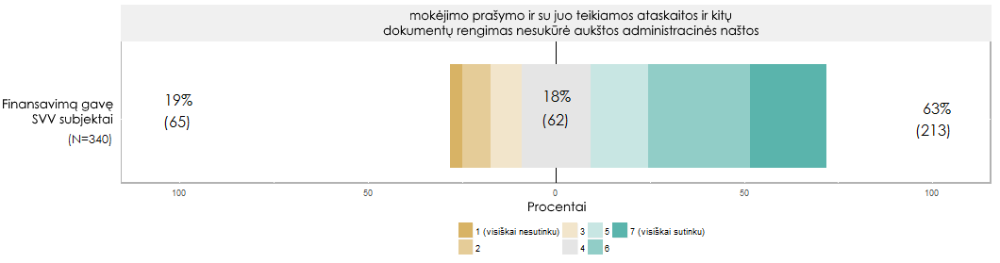 mokėjimo prašymo ir su juo teikiamos ataskaitos ir kitų
dokumentų rengimas nesukūrė aukštos administracinės naštos
Finansavimą gavę
SVV subjektai
(N=340)
19%
(65)
18%
(62)
63%
(213)
100 50 0 50 100
Procentai
1 (visiškai nesutinku) 3 5 7 (visiškai sutinku)
2 4 6